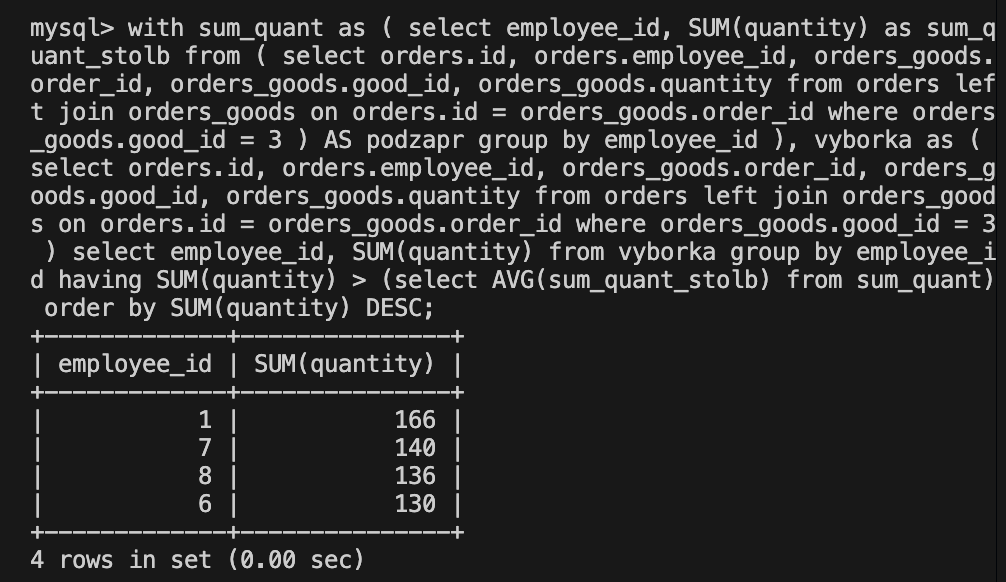 mysql> with sum_quant as ( select employee_id, SUM(quantity) as sum_q
uant_stolb from ( select orders.id, orders.employee_id, orders_goods.
order_id, orders_goods.good_id, orders_goods.quantity from orders lef
t join orders_goods on orders.id = orders_goods.order_id where orders
_goods.good_id = 3 ) AS podzapr group by employee_id ), vyborka as ( 
select orders.id, orders.employee_id, orders_goods.order_id, orders_g
oods.good_id, orders_goods.quantity from orders left join orders_good
s on orders.id = orders_goods.order_id where orders_goods.good_id = 3
 ) select employee_id, SUM(quantity) from vyborka group by employee_i
d having SUM(quantity) > (select AVG(sum_quant_stolb) from sum_quant)
 order by SUM(quantity) DESC;
+-------------+---------------+
| employee_id | SUM(quantity) |
+-------------+---------------+
|           1 |           166 |
|           7 |           140 |
|           8 |           136 |
|           6 |           130 |
+-------------+---------------+
4 rows in set (0.00 sec)